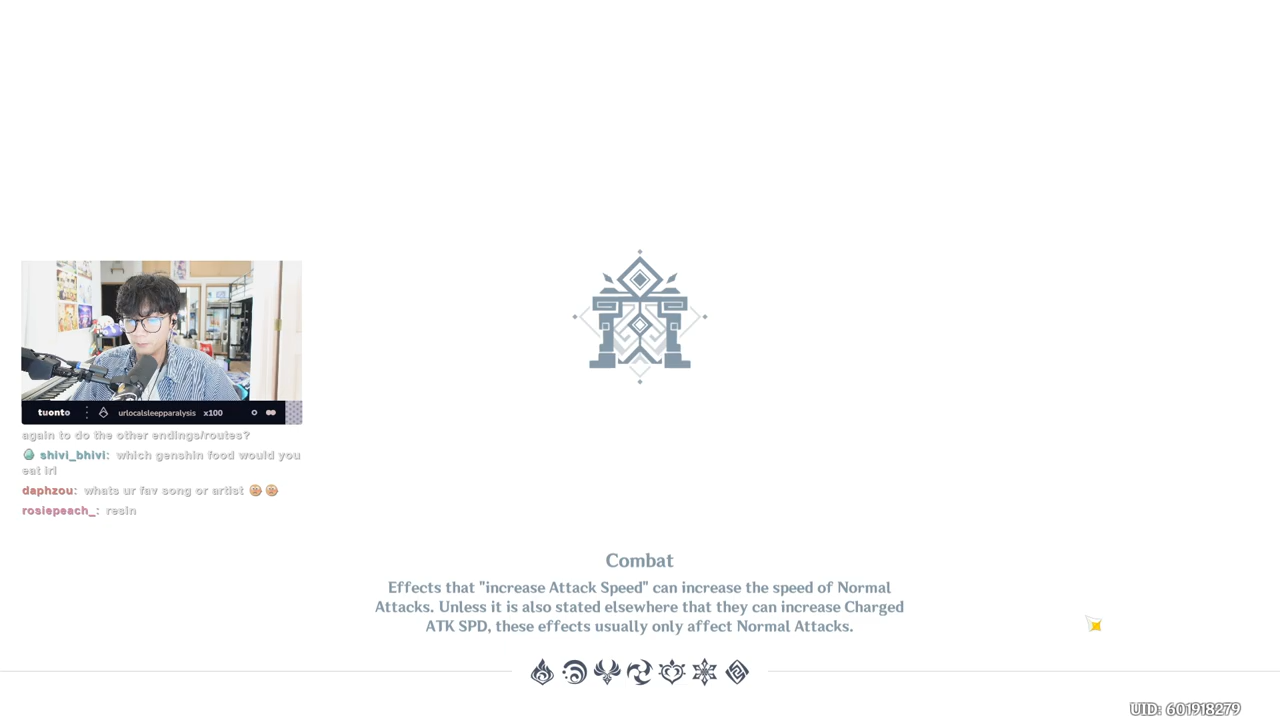 tuonto
urlocalsleepparalysis x100
again to do the other endings/routes?
shivi_bhivi: which genshin food would you
eat irl
daphzou: whats ur fav song or artist
rosiepeach_: resin
Combat
Effects that "increase Attack Speed" can increase the speed of Normal
Attacks. Unless it is also stated elsewhere that they can increase Charged
ATK SPD, these effects usually only affect Normal Attacks.
UID: 601918279